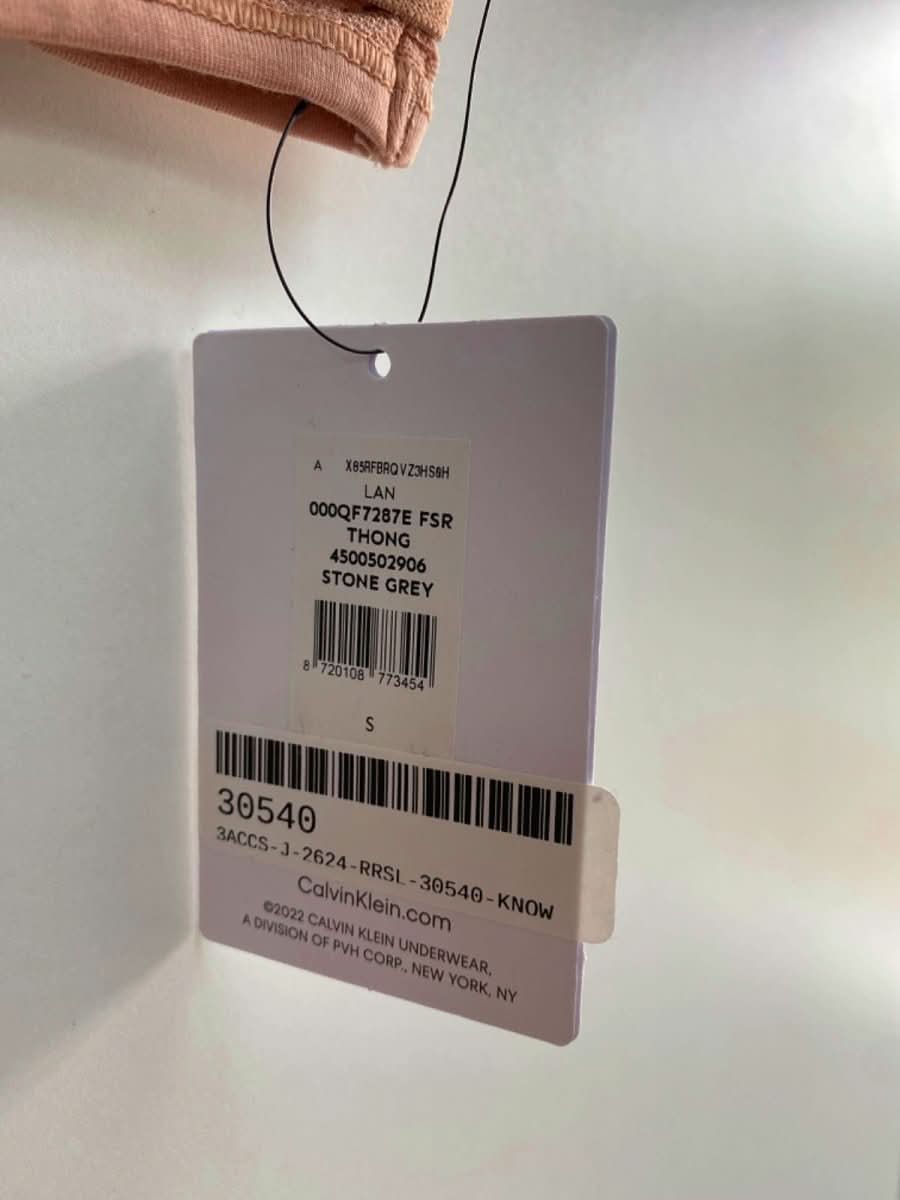 A X05RFBRQVZ3HS0H
LAN
000QF7287E FSR
THONG
4500502906
STONE GREY
8 720108 773454
S
30540
3ACCS-J-2624-RRSL-30540-KNOW
CalvinKlein.com
©2022 CALVIN KLEIN UNDERWEAR,
A DIVISION OF PVH CORP., NEW YORK, NY